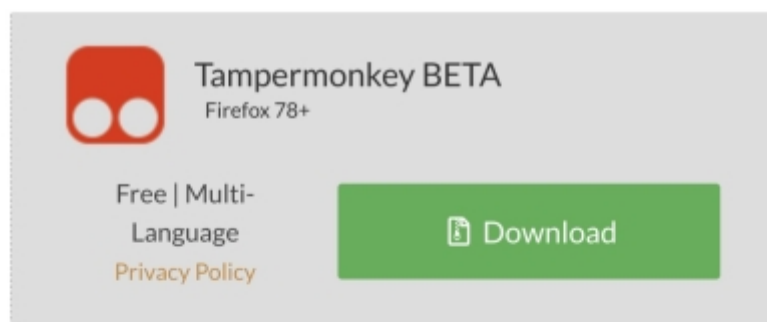 Tampermonkey BETA
Firefox 78+
Free | Multi-
Language
Privacy Policy
Download